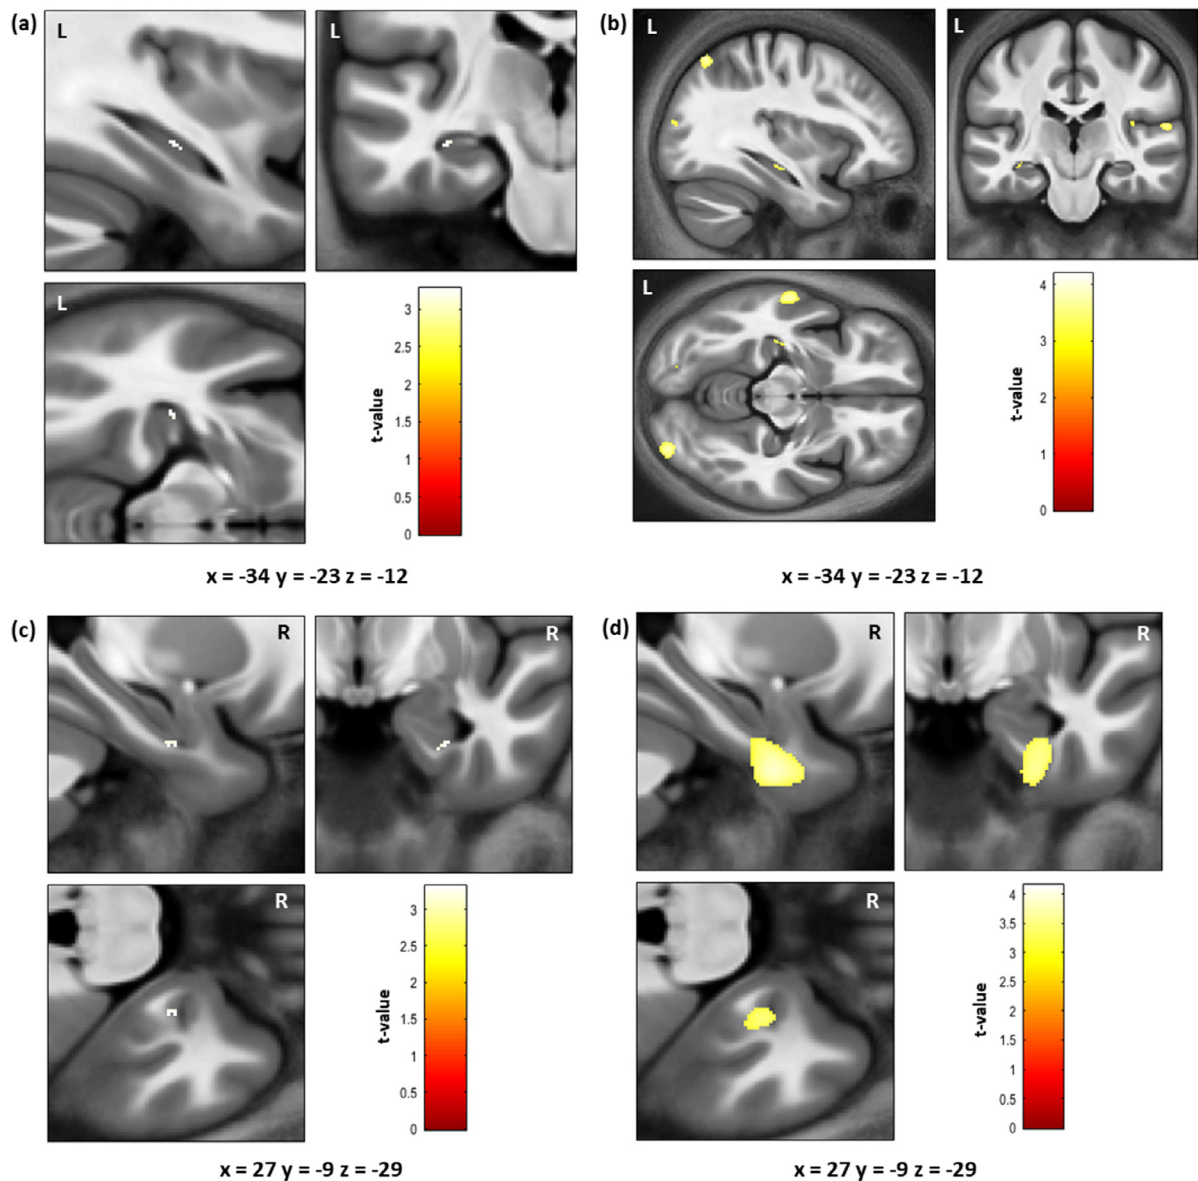 (a)
L
L
L
3
2.5
2
1.5
1
0.5
0
t-value
x = -34 y = -23 z = -12
(b)
L
L
L
4
3
2
1
0
t-value
x = -34 y = -23 z = -12
(c)
R
R
R
3
2.5
2
1.5
1
0.5
0
t-value
x = 27 y = -9 z = -29
(d)
R
R
R
4
3.5
3
2.5
2
1.5
1
0.5
0
t-value
x = 27 y = -9 z = -29